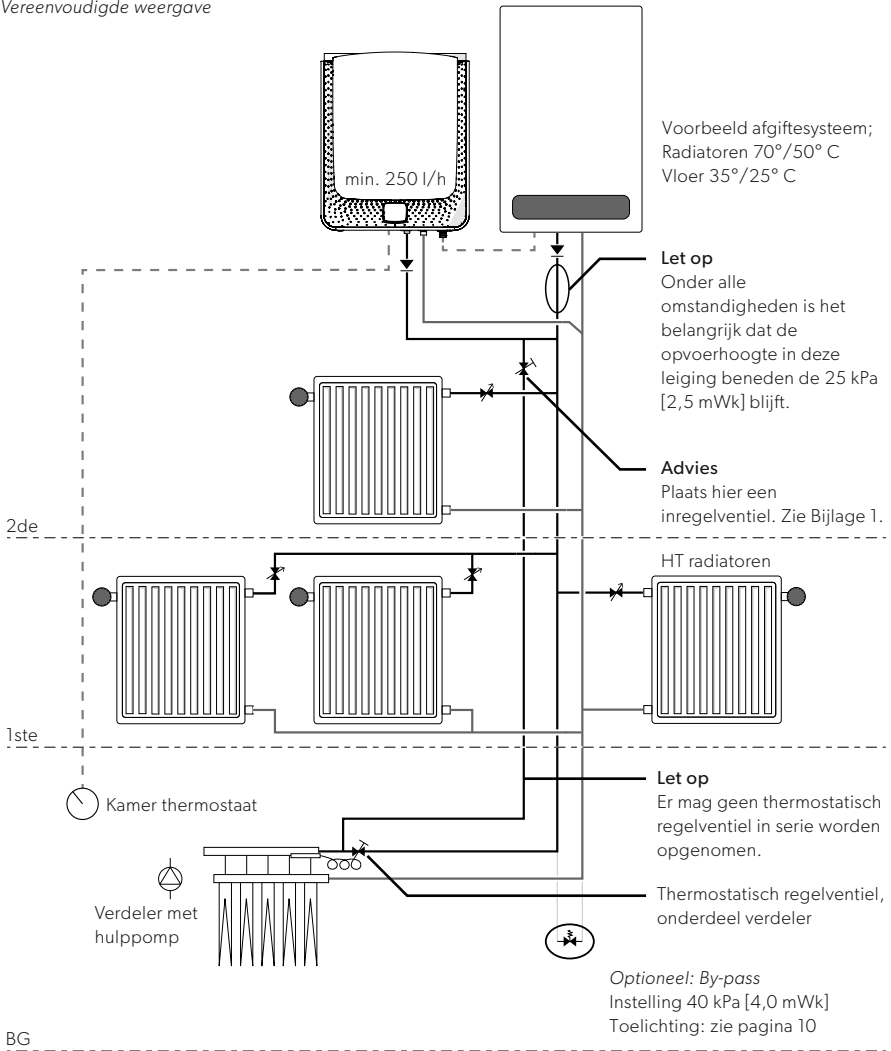 Vereenvoudigde weergave
min. 250 l/h
Voorbeeld afgiftesysteem;
Radiatoren 70°/50° C
Vloer 35°/25° C
Let op
Onder alle
omstandigheden is het
belangrijk dat de
opvoerhoogte in deze
leiging beneden de 25 kPa
[2,5 mWk] blijft.
Advies
Plaats hier een
inregelventiel. Zie Bijlage 1.
2de
HT radiatoren
1ste
Kamer thermostaat
Let op
Er mag geen thermostatisch
regelventiel in serie worden
opgenomen.
Thermostatisch regelventiel,
onderdeel verdeler
Verdeler met
hulppomp
Optioneel: By-pass
Instelling 40 kPa [4,0 mWk]
Toelichting: zie pagina 10
BG